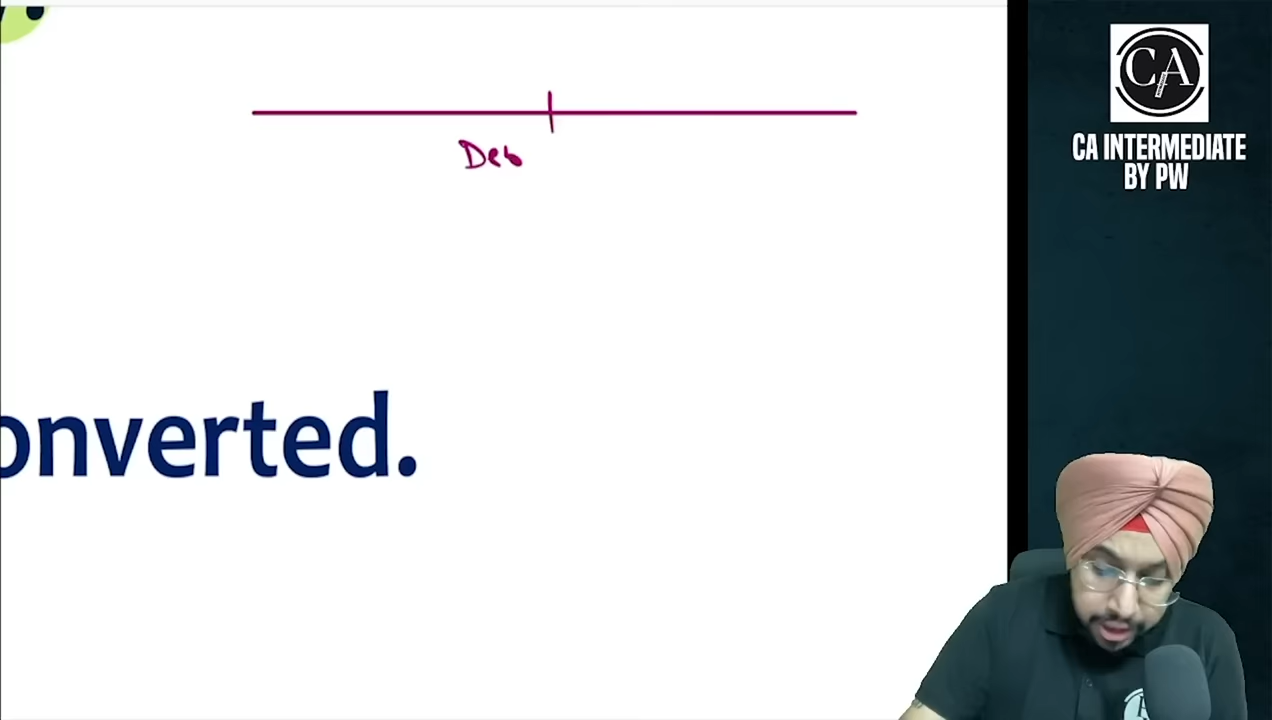 Deb
onverted.
CA
CA INTERMEDIATE
BY PW